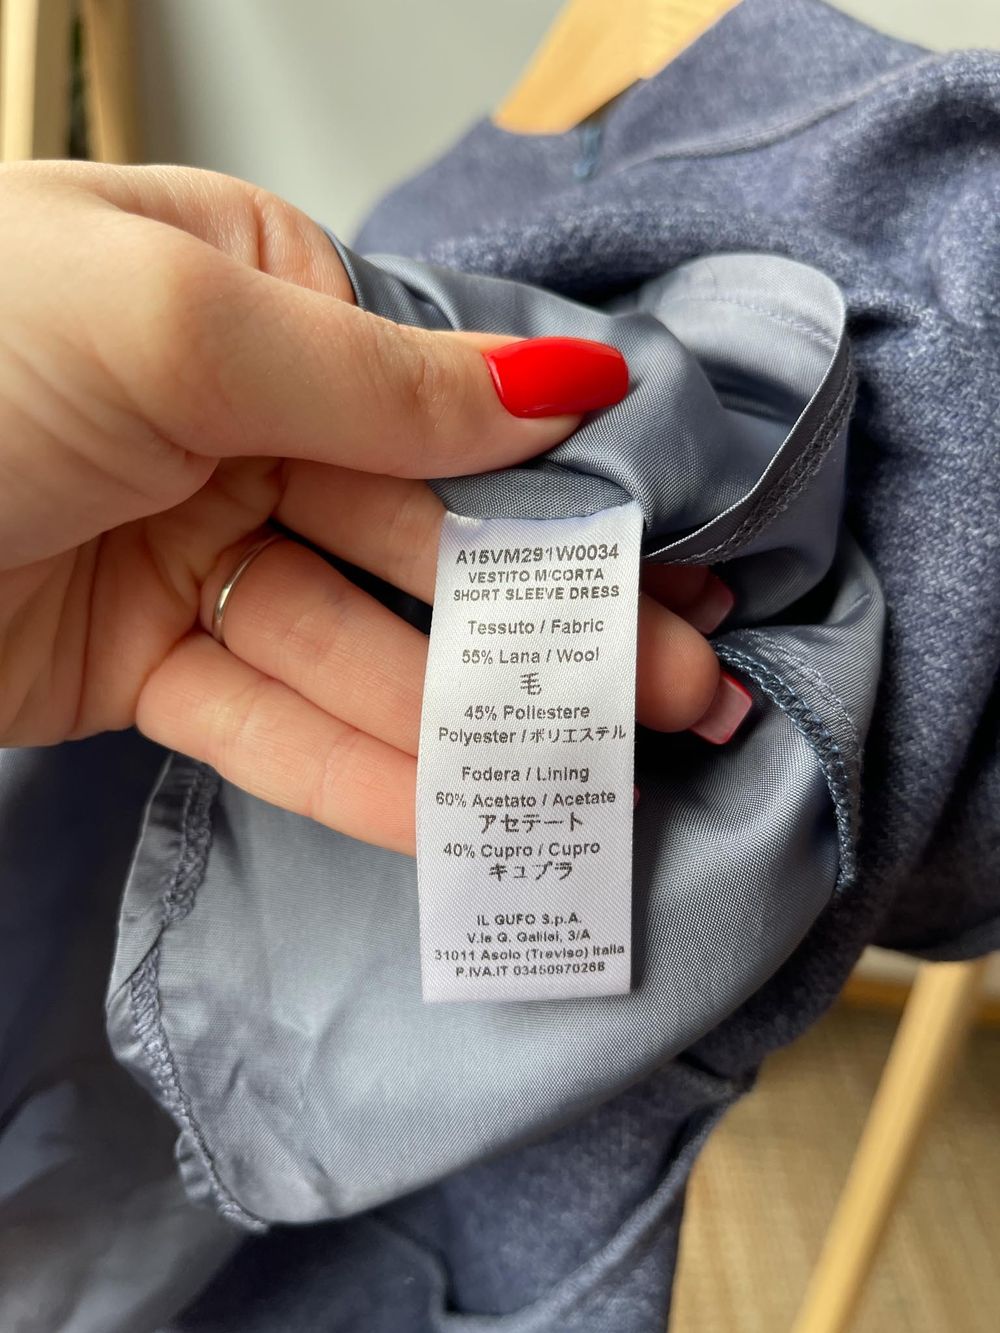 A15VM291W0034
VESTITO M/CORTA
SHORT SLEEVE DRESS
Tessuto / Fabric
55% Lana / Wool
毛
45% Poliestere
Polyester / ポリエステル
Fodera / Lining
60% Acetato / Acetate
アセテート
40% Cupro / Cupro
キュプラ
IL GUFO S.p.A.
V.le G. Galilei, 3/A
31011 Asolo (Treviso) Italia
P.IVA.IT 03450970268